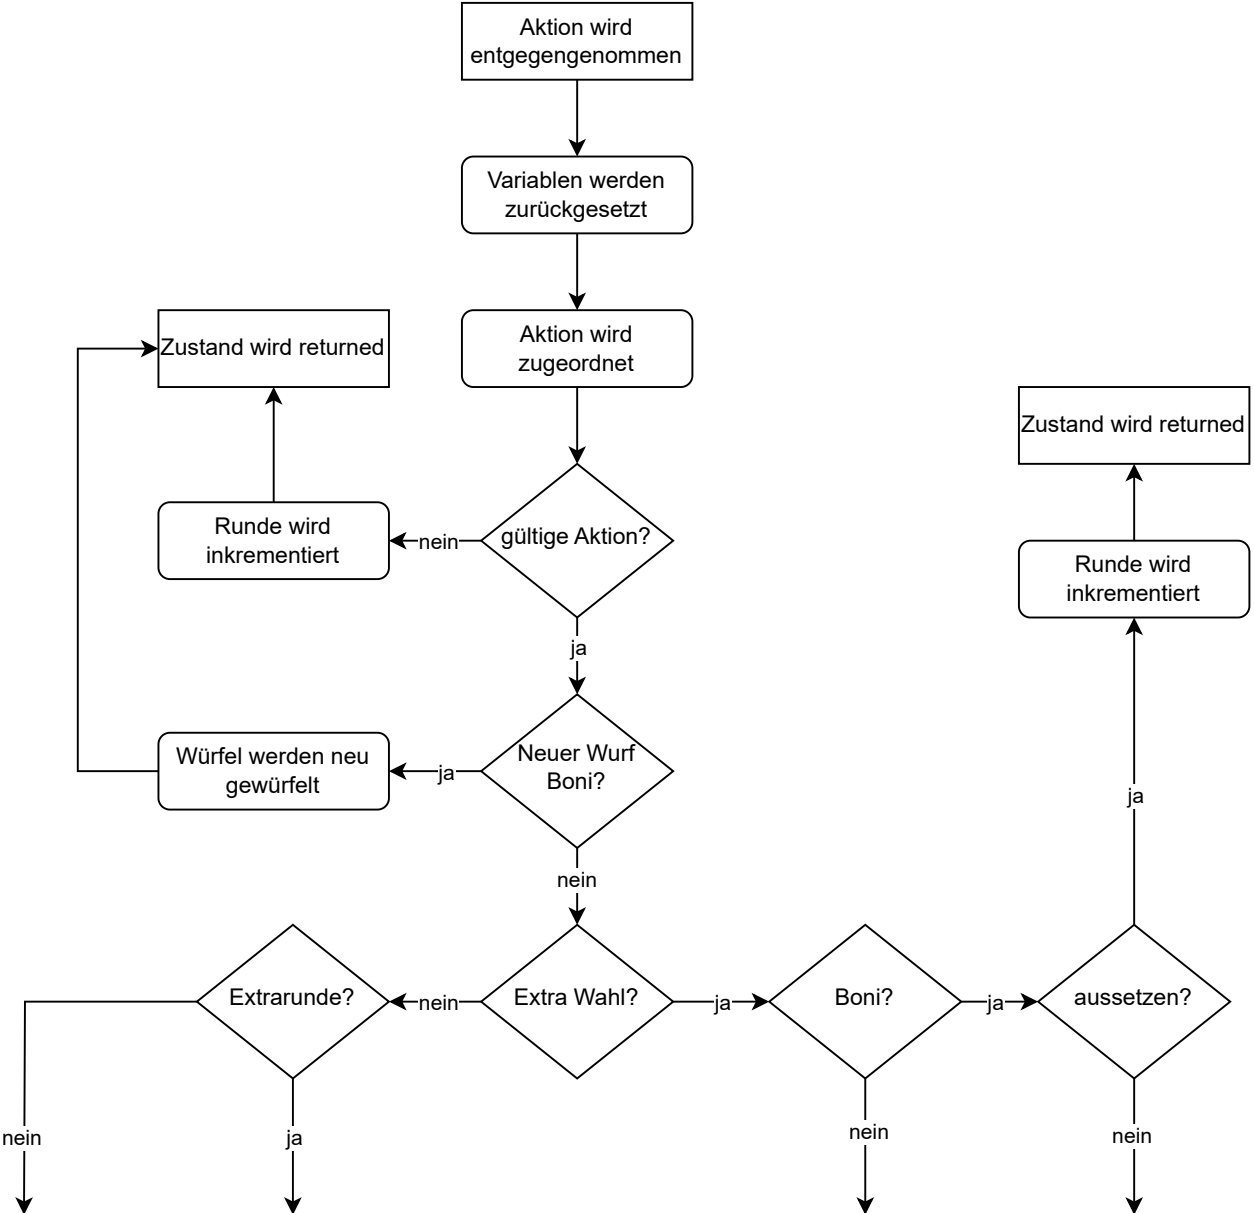 Aktion wird
entgegengenommen
Variablen werden
zurückgesetzt
Aktion wird
zugeordnet
Zustand wird returned
Zustand wird returned
gültige Aktion?
nein
Runde wird
inkrementiert
Runde wird
inkrementiert
ja
Neuer Wurf
Boni?
ja
Würfel werden neu
gewürfelt
ja
nein
Extrarunde?
nein
Extra Wahl?
ja
Boni?
ja
aussetzen?
nein
ja
nein
nein